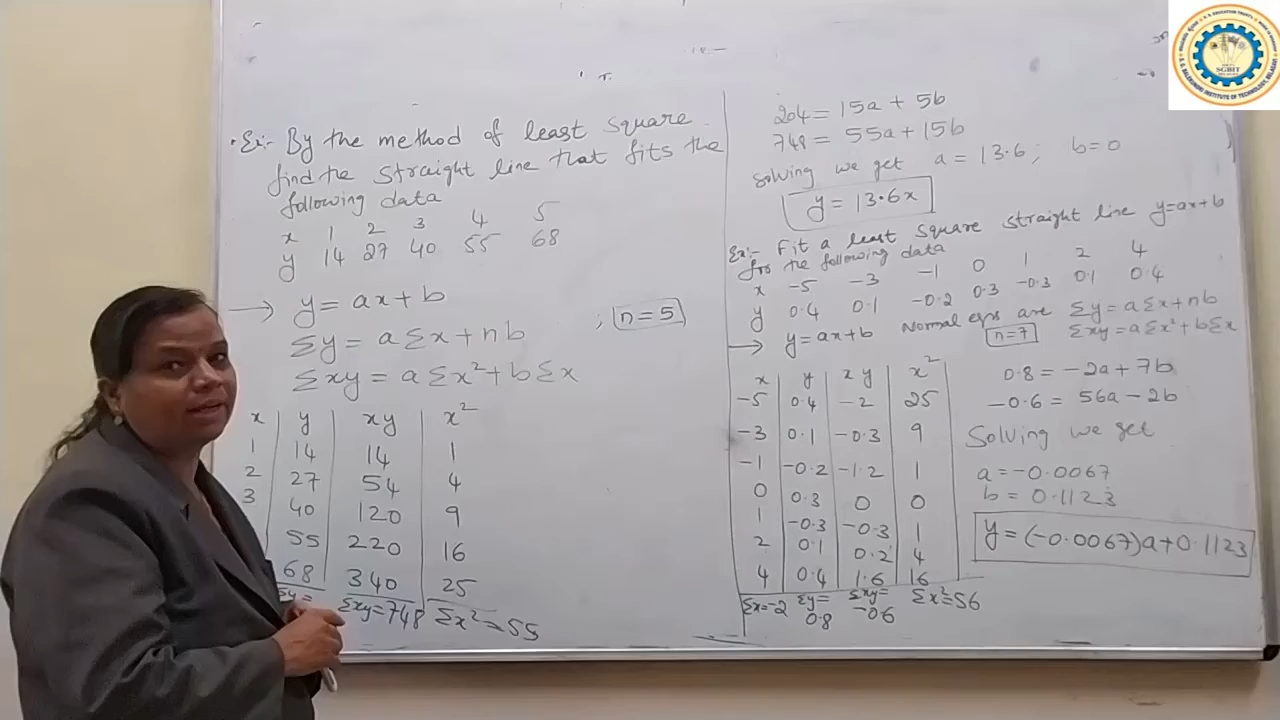 Ex:- By the method of least square
find the straight line that fits the
following data
x 1 2 3 4 5
y 14 27 40 55 68
→ y = ax + b
Σy = aΣx + nb ; n=5
Σxy = aΣx² + bΣx
x y xy x²
1 14 14 1
2 27 54 4
3 40 120 9
55 220 16
68 340 25
Σy = Σxy=748 Σx²=55
204 = 15a + 5b
748 = 55a + 15b
Solving we get a = 13.6; b=0
y = 13.6x
Ex:- Fit a least square straight line y=ax+b
for the following data
x -5 -3 -1 0 1 2 4
y 0.4 0.1 -0.2 0.3 -0.3 0.1 0.4
→ y=ax+b Normal eqns are Σy=aΣx+nb
n=7 Σxy=aΣx²+bΣx
x y xy x²
-5 0.4 -2 25
-3 0.1 -0.3 9
-1 -0.2 -1.2 1
0 0.3 0 0
1 -0.3 -0.3 1
2 0.1 0.2 4
4 0.4 1.6 16
Σx=-2 Σy=0.8 Σxy=-0.6 Σx²=56
0.8 = -2a + 7b
-0.6 = 56a - 2b
Solving we get
a = -0.0067
b = 0.1123
y = (-0.0067)a+0.1123
SGBIT